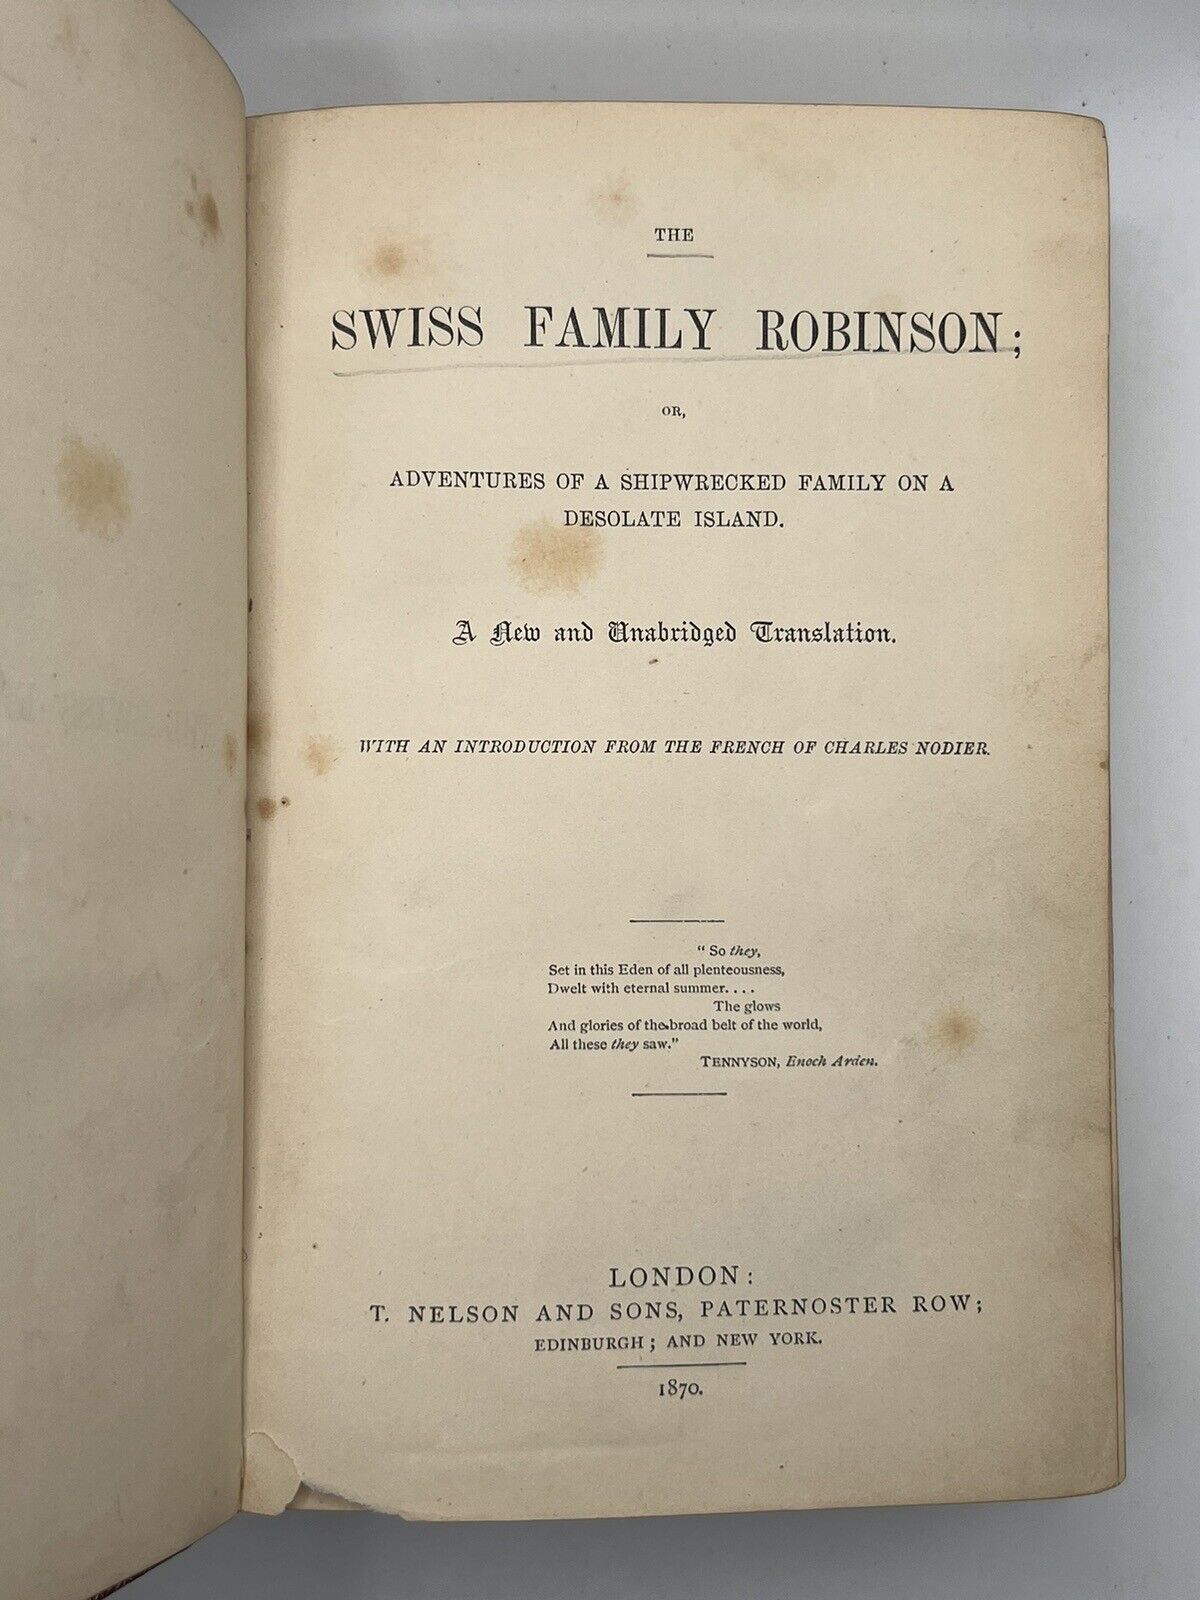 THE
SWISS FAMILY ROBINSON;
OR,
ADVENTURES OF A SHIPWRECKED FAMILY ON A
DESOLATE ISLAND.
A New and Unabridged Translation.
WITH AN INTRODUCTION FROM THE FRENCH OF CHARLES NODIER.
"So they,
Set in this Eden of all plenteousness,
Dwelt with eternal summer....
The glows
And glories of the broad belt of the world,
All these they saw."
TENNYSON, Enoch Arden.
LONDON:
T. NELSON AND SONS, PATERNOSTER ROW;
EDINBURGH; AND NEW YORK.
1870.